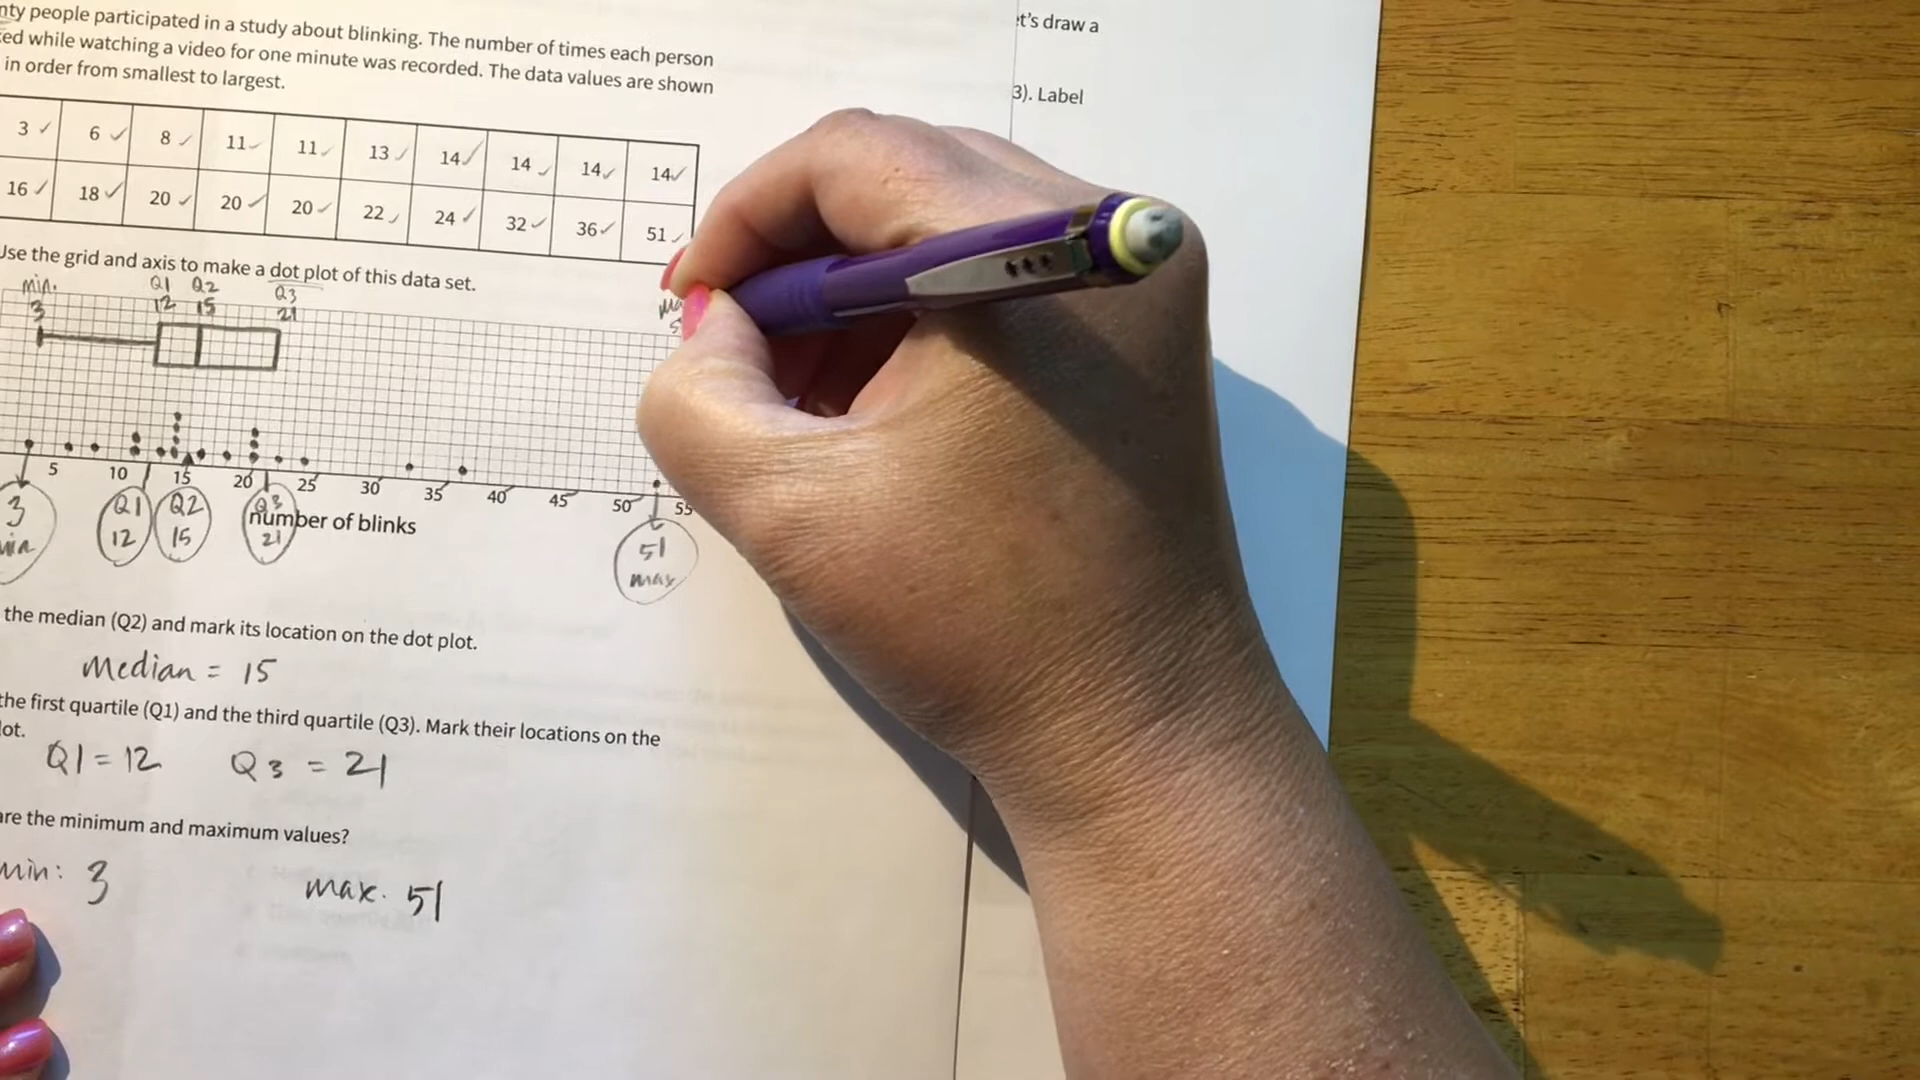 people participated in a study about blinking. The number of times each person
while watching a video for one minute was recorded. The data values are shown
in order from smallest to largest.
t's draw a
3). Label
3 ✓ 6 ✓ 8 ✓ 11 ✓ 11 ✓ 13 ✓ 14 ✓ 14 ✓ 14 ✓ 14 ✓
16 ✓ 18 ✓ 20 ✓ 20 ✓ 20 ✓ 22 ✓ 24 ✓ 32 ✓ 36 ✓ 51 ✓
Use the grid and axis to make a dot plot of this data set.
min. Q1 Q2 Q3
3 12 15 21
5 10 15 20 25 30 35 40 45 50 55
number of blinks
3 Q1 Q2 Q3 51
min 12 15 21 max
the median (Q2) and mark its location on the dot plot.
Median = 15
the first quartile (Q1) and the third quartile (Q3). Mark their locations on the
lot.
Q1 = 12 Q3 = 21
are the minimum and maximum values?
min: 3 max. 51